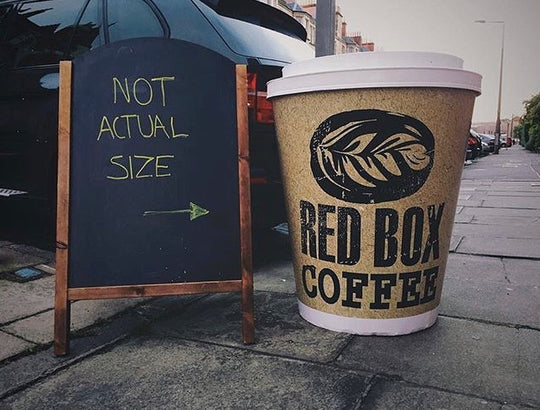 NOT
ACTUAL
SIZE
RED BOX
COFFEE